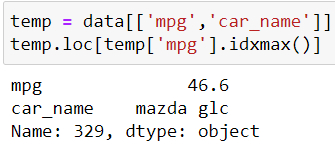 temp = data[['mpg','car_name']]
temp.loc[temp['mpg'].idxmax()]
mpg 46.6
car_name mazda glc
Name: 329, dtype: object